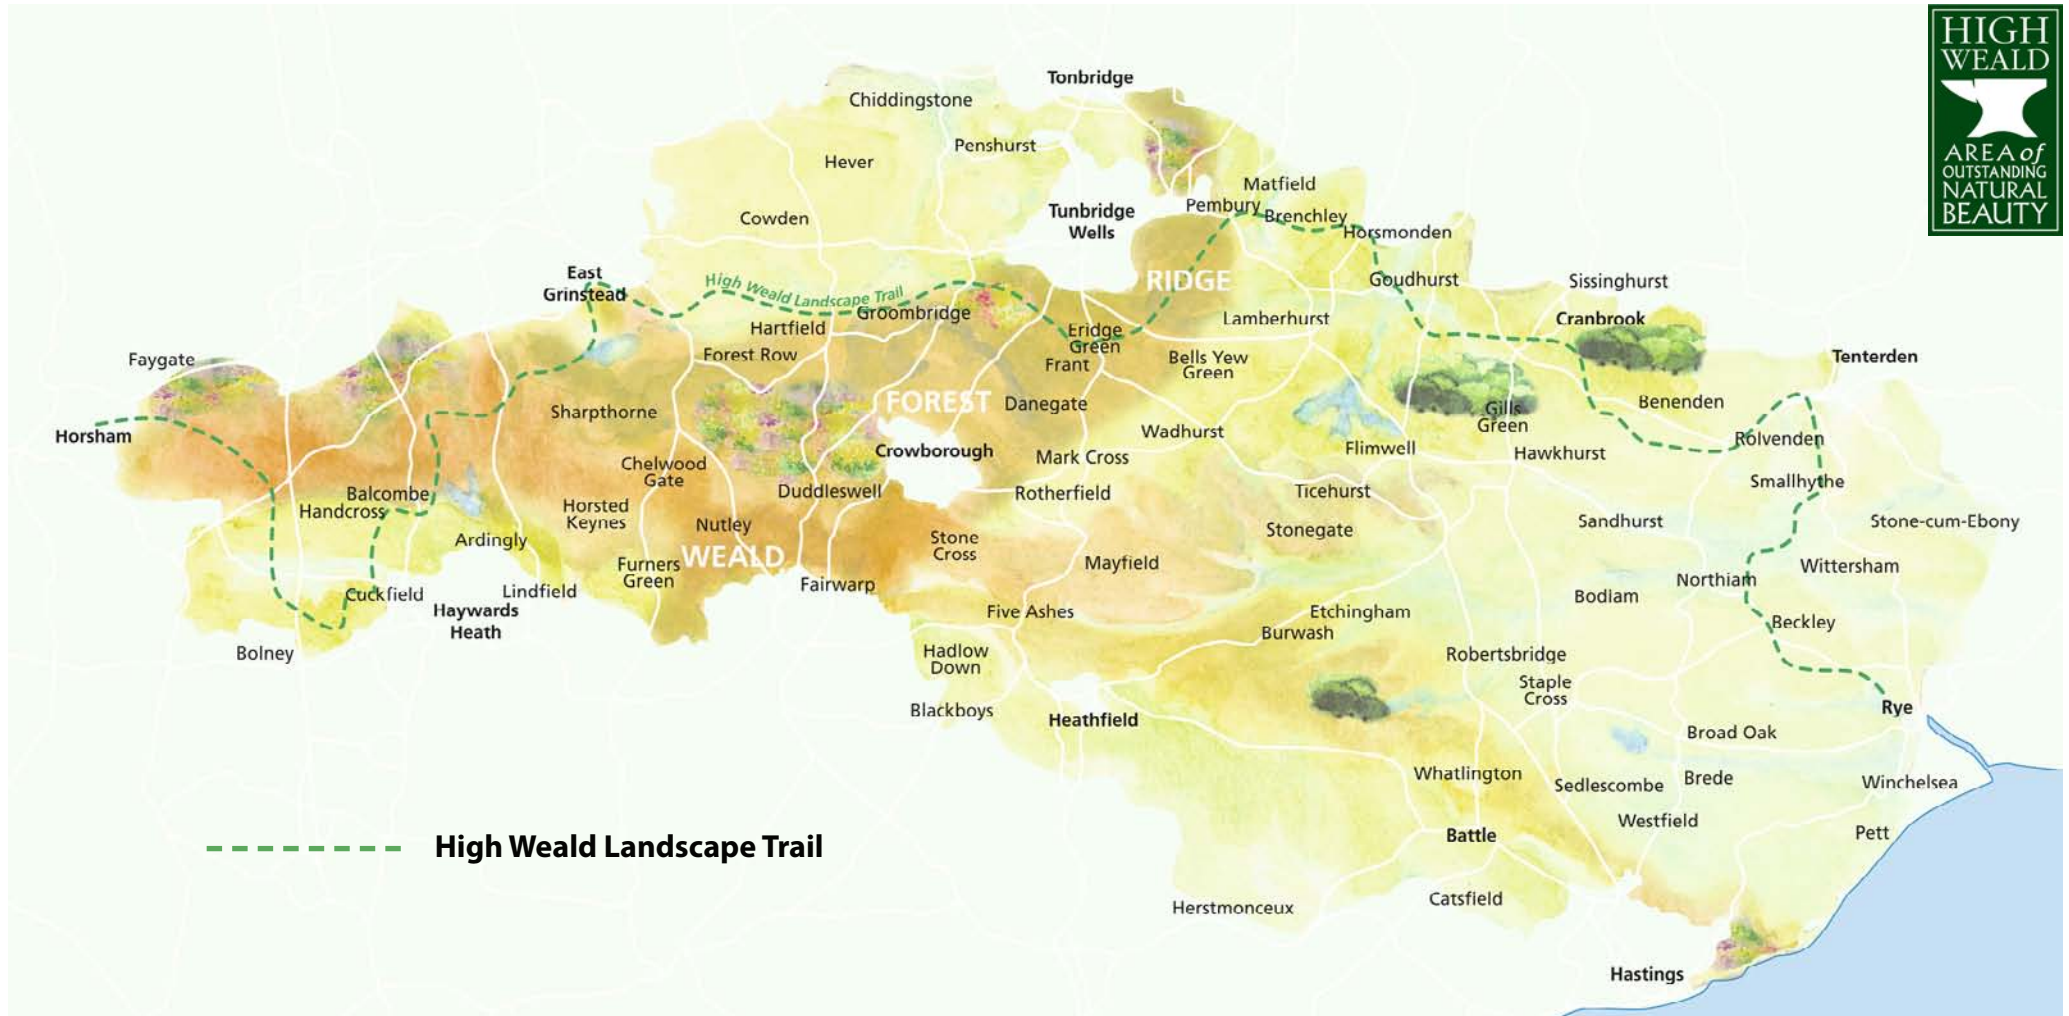 HIGH
WEALD
AREA of
OUTSTANDING
NATURAL
BEAUTY
Tonbridge
Chiddingstone
Penshurst
Hever
Matfield
Pembury
Brenchley
Tunbridge
Wells
Cowden
Horsmonden
East
Grinstead
High Weald Landscape Trail
RIDGE
Goudhurst
Sissinghurst
Groombridge
Hartfield
Lamberhurst
Cranbrook
Eridge
Green
Faygate
Forest Row
Frant
Bells Yew
Green
Tenterden
FOREST
Danegate
Sharpthorne
Benenden
Gills
Green
Horsham
Wadhurst
Rolvenden
Crowborough
Mark Cross
Flimwell
Hawkhurst
Chelwood
Gate
Balcombe
Handcross
Duddleswell
Rotherfield
Ticehurst
Smallhythe
Horsted
Keynes
Nutley
Stonegate
Sandhurst
Stone-cum-Ebony
Ardingly
Stone
Cross
WEALD
Furners
Green
Mayfield
Wittersham
Northiam
Cuckfield
Lindfield
Fairwarp
Bodiam
Haywards
Heath
Five Ashes
Etchingham
Burwash
Beckley
Bolney
Hadlow
Down
Robertsbridge
Staple
Cross
Blackboys
Heathfield
Rye
Broad Oak
Whatlington
Sedlescombe
Brede
Winchelsea
Westfield
Pett
Battle
High Weald Landscape Trail
Catsfield
Herstmonceux
Hastings